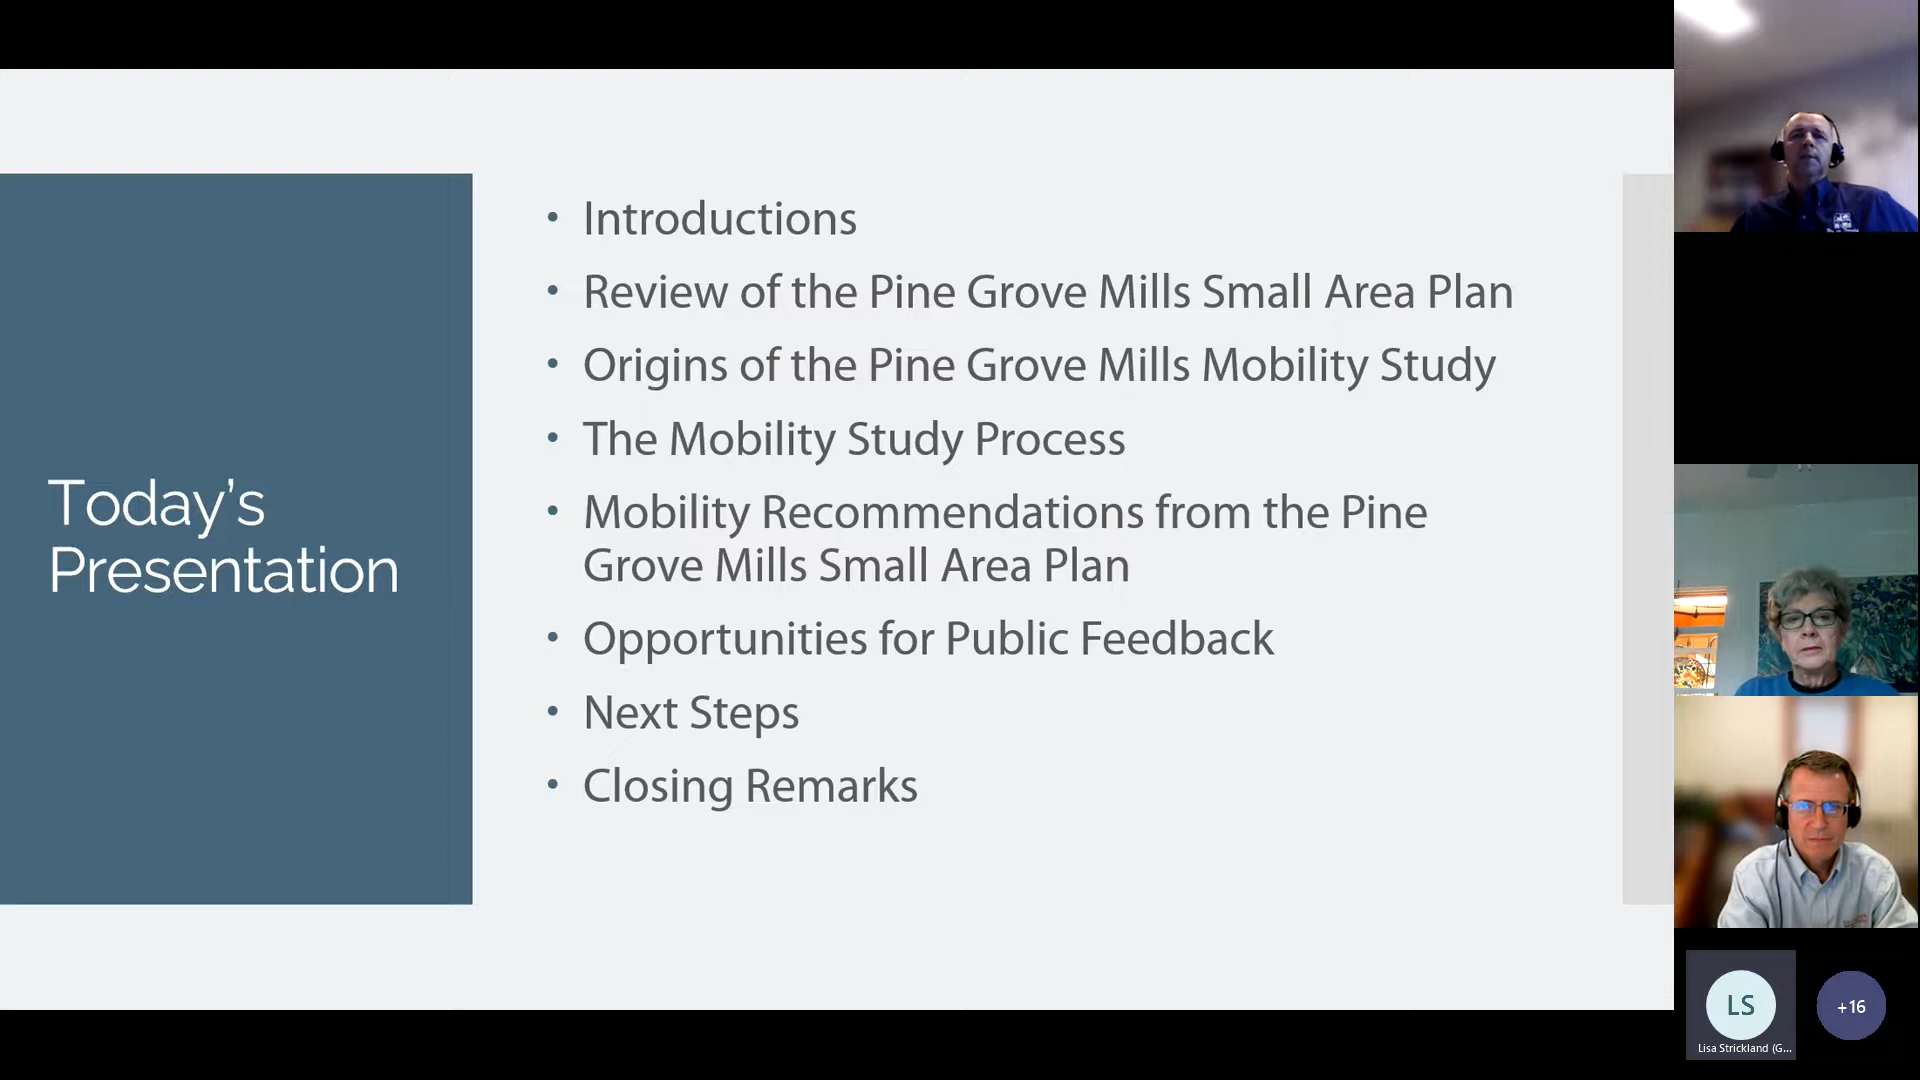 Today's
Presentation
• Introductions
• Review of the Pine Grove Mills Small Area Plan
• Origins of the Pine Grove Mills Mobility Study
• The Mobility Study Process
• Mobility Recommendations from the Pine
Grove Mills Small Area Plan
• Opportunities for Public Feedback
• Next Steps
• Closing Remarks
LS
Lisa Strickland (G...
+16